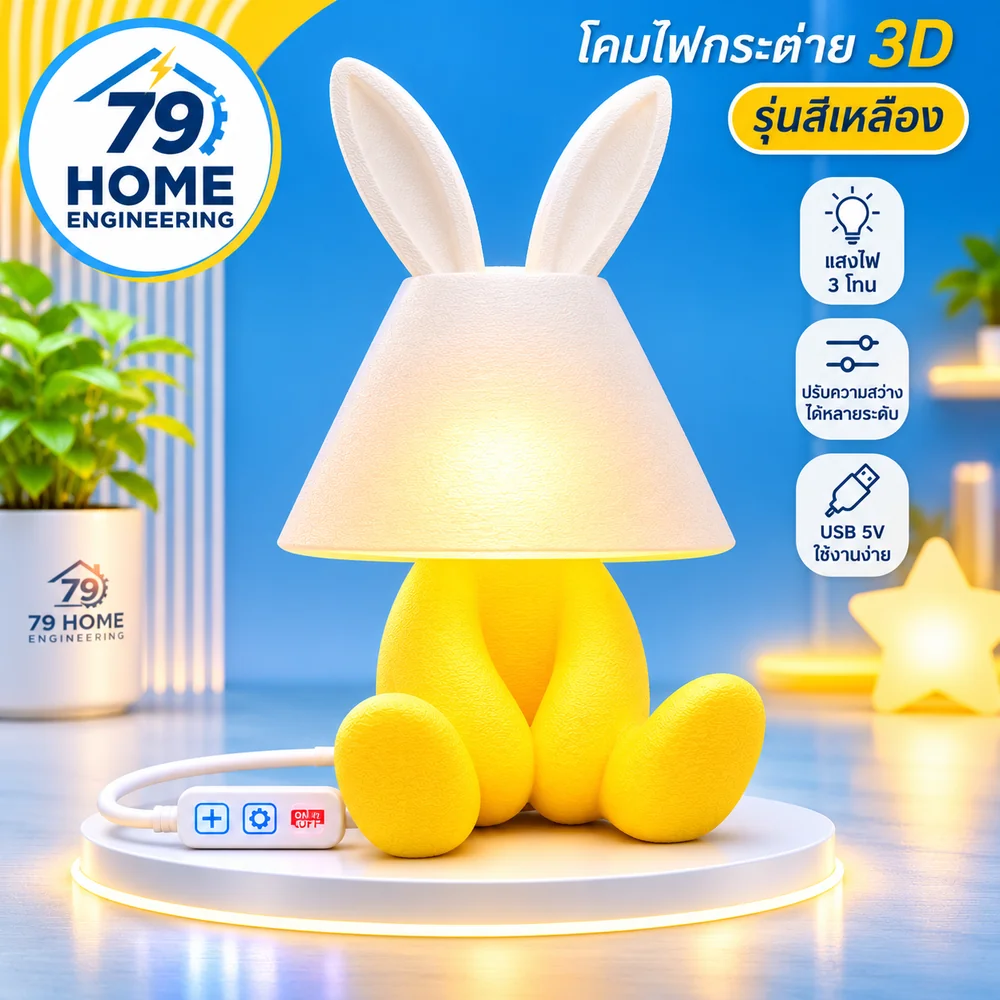 79
HOME
ENGINEERING
โคมไฟกระต่าย 3D
รุ่นสีเหลือง
แสงไฟ
3 โทน
ปรับความสว่าง
ได้หลายระดับ
USB 5V
ใช้งานง่าย
79
79 HOME
ENGINEERING